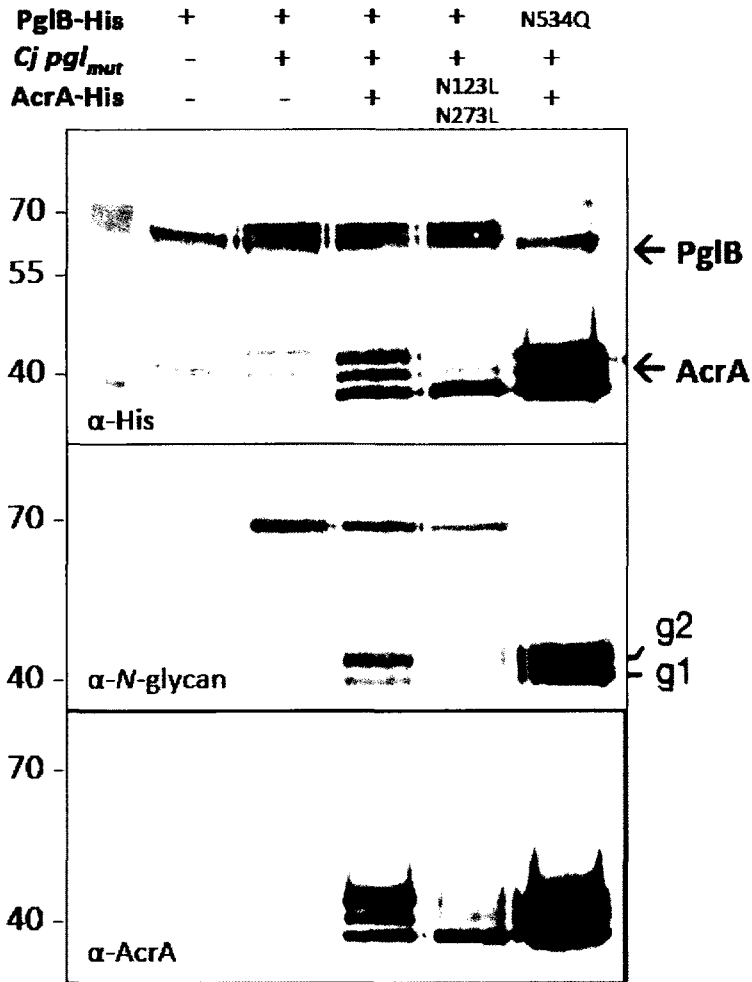 PglB-His + + + + N534Q
Cj pglmut - + + + +
AcrA-His - - + N123L +
N273L
70
55
40
← PglB
← AcrA
α-His
70
40
g2
g1
α-N-glycan
70
40
α-AcrA